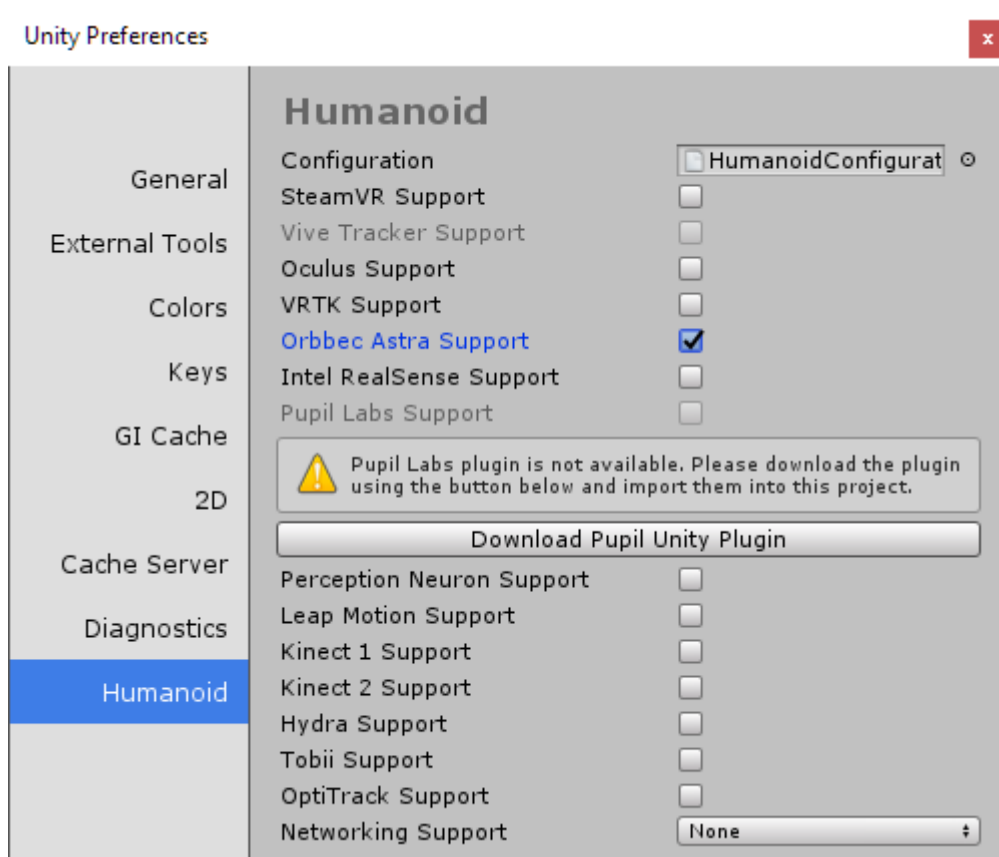 Unity Preferences
x
General
External Tools
Colors
Keys
GI Cache
2D
Cache Server
Diagnostics
Humanoid
Humanoid
Configuration HumanoidConfigurat
SteamVR Support
Vive Tracker Support
Oculus Support
VRTK Support
Orbbec Astra Support
Intel RealSense Support
Pupil Labs Support
Pupil Labs plugin is not available. Please download the plugin
using the button below and import them into this project.
Download Pupil Unity Plugin
Perception Neuron Support
Leap Motion Support
Kinect 1 Support
Kinect 2 Support
Hydra Support
Tobii Support
OptiTrack Support
Networking Support None